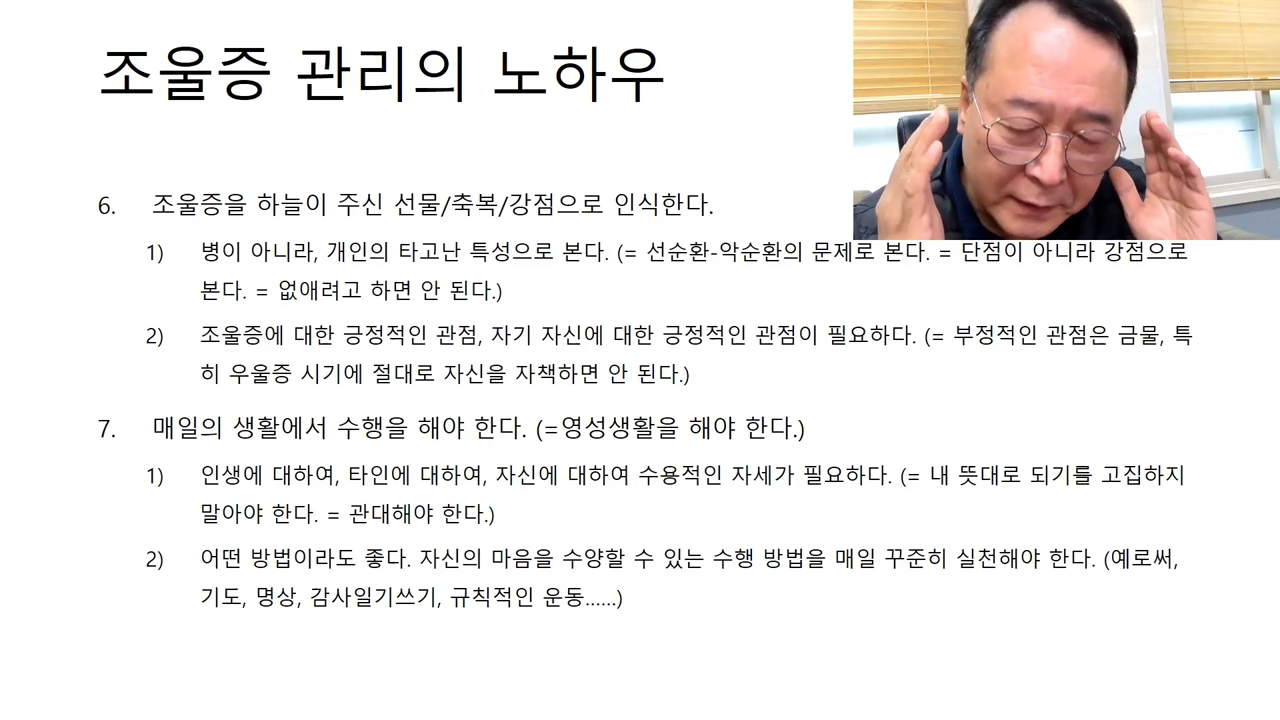 조울증 관리의 노하우
6. 조울증을 하늘이 주신 선물/축복/강점으로 인식한다.
1) 병이 아니라, 개인의 타고난 특성으로 본다. (= 선순환-악순환의 문제로 본다. = 단점이 아니라 강점으로
본다. = 없애려고 하면 안 된다.)
2) 조울증에 대한 긍정적인 관점, 자기 자신에 대한 긍정적인 관점이 필요하다. (= 부정적인 관점은 금물, 특
히 우울증 시기에 절대로 자신을 자책하면 안 된다.)
7. 매일의 생활에서 수행을 해야 한다. (=영성생활을 해야 한다.)
1) 인생에 대하여, 타인에 대하여, 자신에 대하여 수용적인 자세가 필요하다. (= 내 뜻대로 되기를 고집하지
말아야 한다. = 관대해야 한다.)
2) 어떤 방법이라도 좋다. 자신의 마음을 수양할 수 있는 수행 방법을 매일 꾸준히 실천해야 한다. (예로써,
기도, 명상, 감사일기쓰기, 규칙적인 운동……)